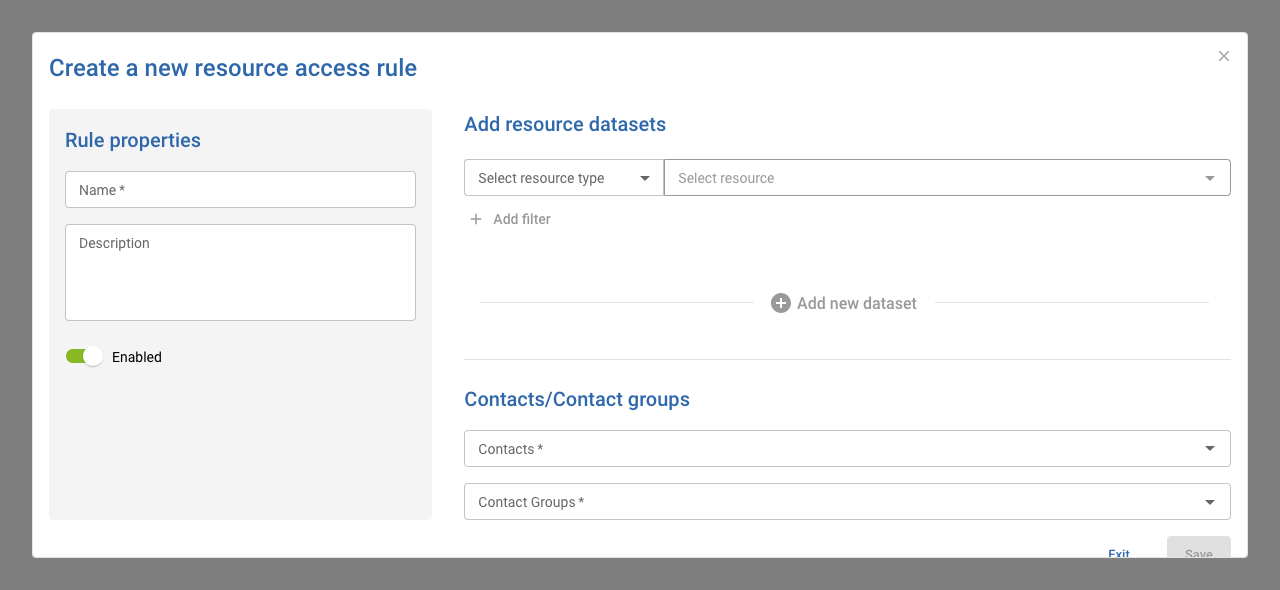 Create a new resource access rule
Rule properties
Name *
Description
Enabled
Add resource datasets
Select resource type
Select resource
Add filter
Add new dataset
Contacts/Contact groups
Contacts *
Contact Groups *
Exit
Save